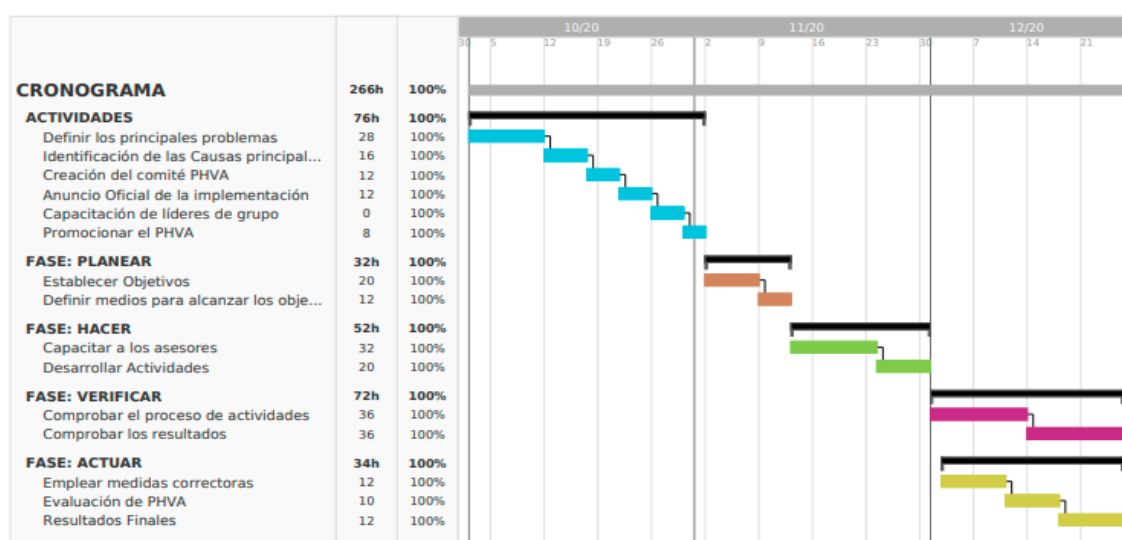 10/20 11/20 12/20
30 5 12 19 26 2 9 16 23 30 7 14 21
CRONOGRAMA 266h 100%
ACTIVIDADES 76h 100%
Definir los principales problemas 28 100%
Identificación de las Causas principal... 16 100%
Creación del comité PHVA 12 100%
Anuncio Oficial de la implementación 12 100%
Capacitación de líderes de grupo 0 100%
Promocionar el PHVA 8 100%
FASE: PLANEAR 32h 100%
Establecer Objetivos 20 100%
Definir medios para alcanzar los obje... 12 100%
FASE: HACER 52h 100%
Capacitar a los asesores 32 100%
Desarrollar Actividades 20 100%
FASE: VERIFICAR 72h 100%
Comprobar el proceso de actividades 36 100%
Comprobar los resultados 36 100%
FASE: ACTUAR 34h 100%
Emplear medidas correctoras 12 100%
Evaluación de PHVA 10 100%
Resultados Finales 12 100%